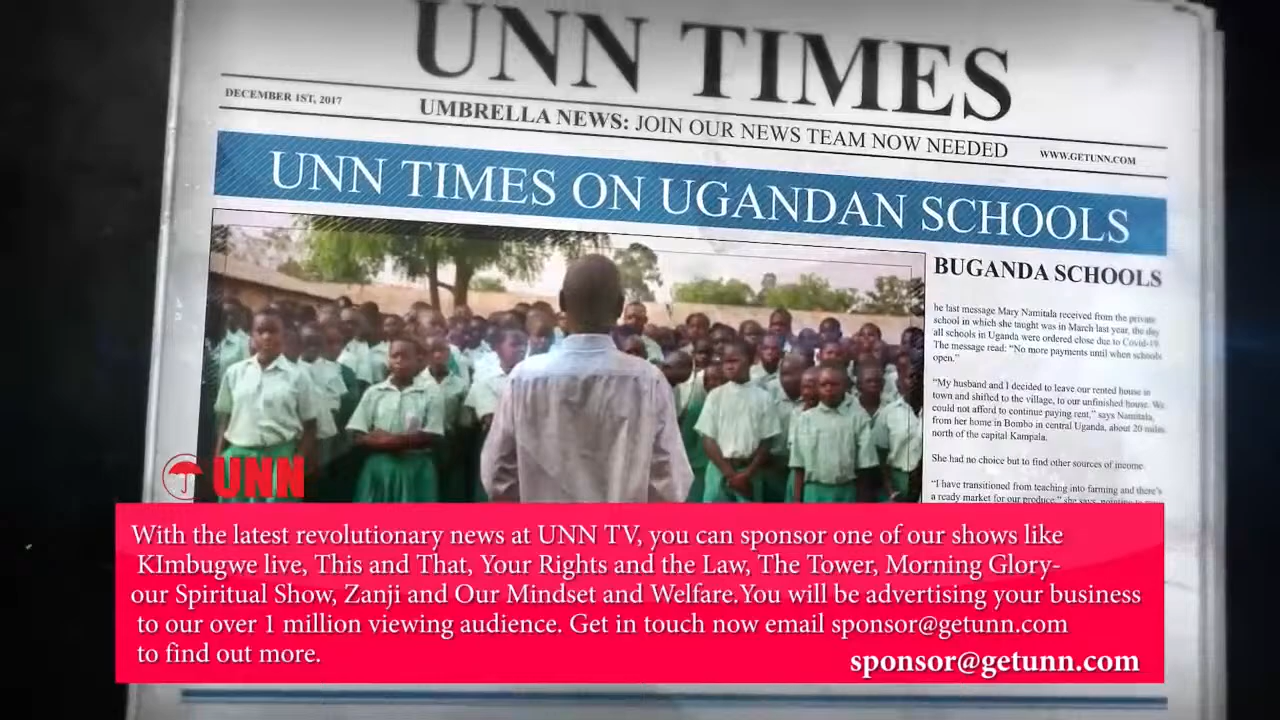 UNN TIMES
DECEMBER 1ST, 2017
UMBRELLA NEWS: JOIN OUR NEWS TEAM NOW NEEDED
WWW.GETUNN.COM
UNN TIMES ON UGANDAN SCHOOLS
BUGANDA SCHOOLS
he last message Mary Namitala received from the private
school in which she taught was in March last year, the day
all schools in Uganda were ordered close due to Covid-19.
The message read: “No more payments until when schools
open.”
“My husband and I decided to leave our rented house in
town and shifted to the village, to our unfinished house. We
could not afford to continue paying rent,” says Namitala,
from her home in Bombo in central Uganda, about 20 miles
north of the capital Kampala.
She had no choice but to find other sources of income.
“I have transitioned from teaching into farming and there’s
a ready market for our produce,” she says,
UNN
With the latest revolutionary news at UNN TV, you can sponsor one of our shows like
KImbugwe live, This and That, Your Rights and the Law, The Tower, Morning Glory-
our Spiritual Show, Zanji and Our Mindset and Welfare.You will be advertising your business
to our over 1 million viewing audience. Get in touch now email sponsor@getunn.com
to find out more.
sponsor@getunn.com